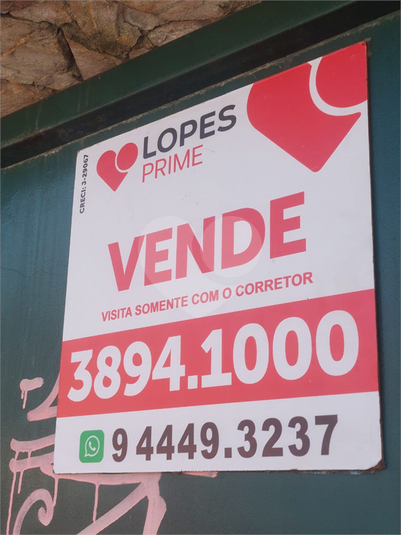 LOPES
PRIME
CRECI: J-29067
VENDE
VISITA SOMENTE COM O CORRETOR
3894.1000
9 4449.3237